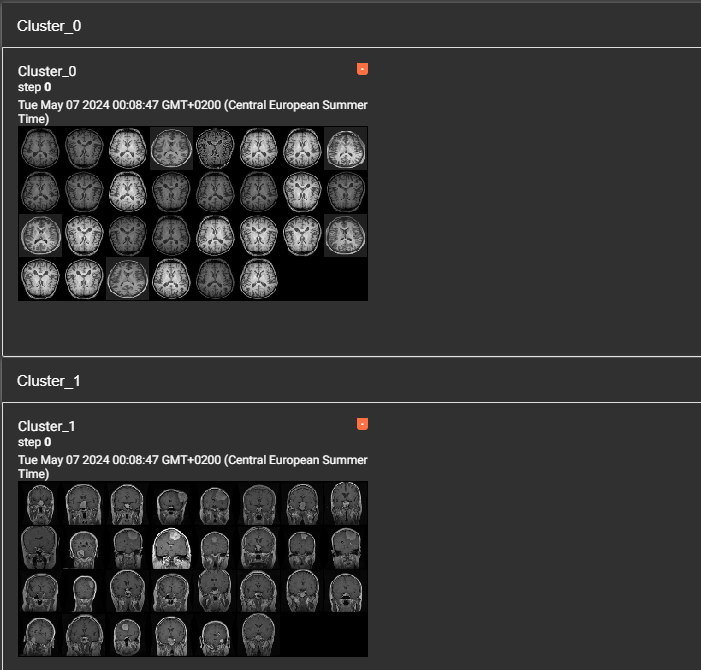 Cluster_0
Cluster_0
step 0
Tue May 07 2024 00:08:47 GMT+0200 (Central European Summer
Time)
Cluster_1
Cluster_1
step 0
Tue May 07 2024 00:08:47 GMT+0200 (Central European Summer
Time)